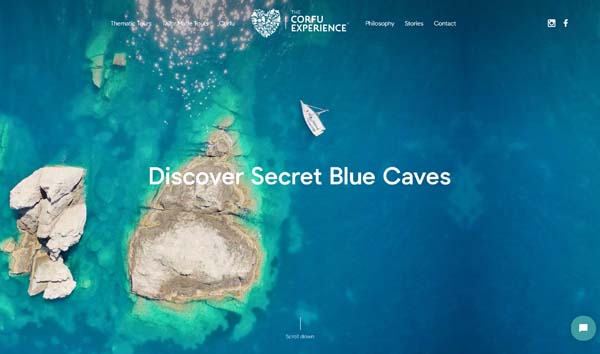 Thematic Tours
Tailor Made Tours
Corfu
THE
CORFU
EXPERIENCE
Philosophy
Stories
Contact
Discover Secret Blue Caves
Scroll down